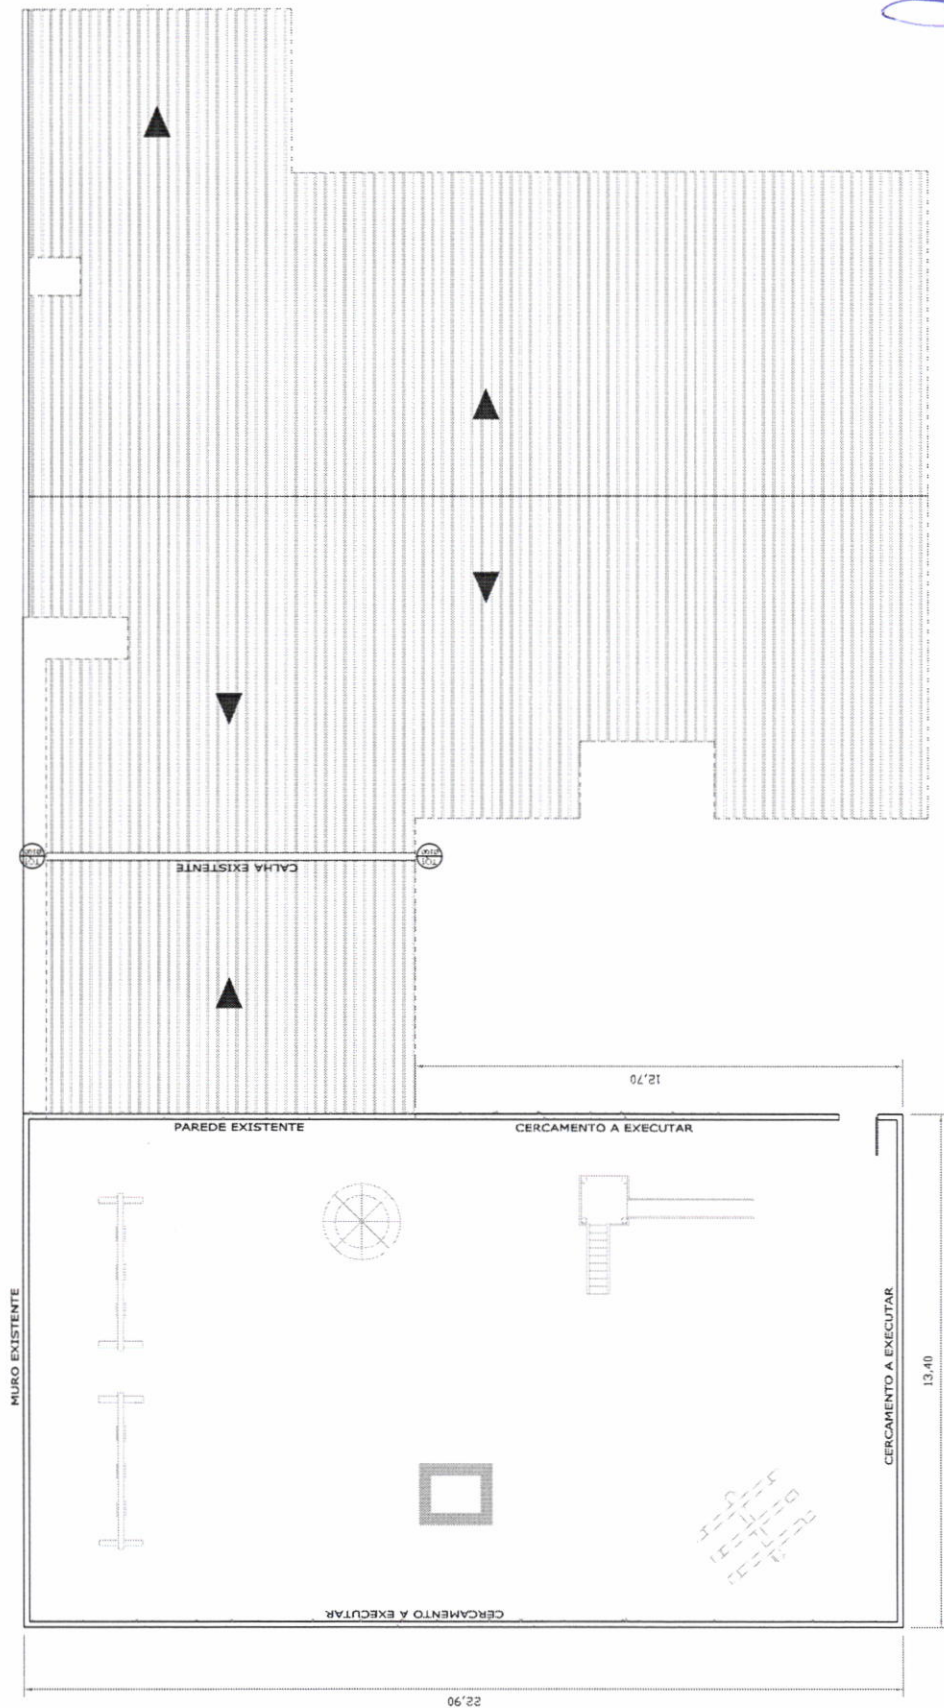 CALHA EXISTENTE
12,70
PAREDE EXISTENTE
CERCAMENTO A EXECUTAR
MURO EXISTENTE
CERCAMENTO A EXECUTAR
13,40
CERCAMENTO A EXECUTAR
22,90